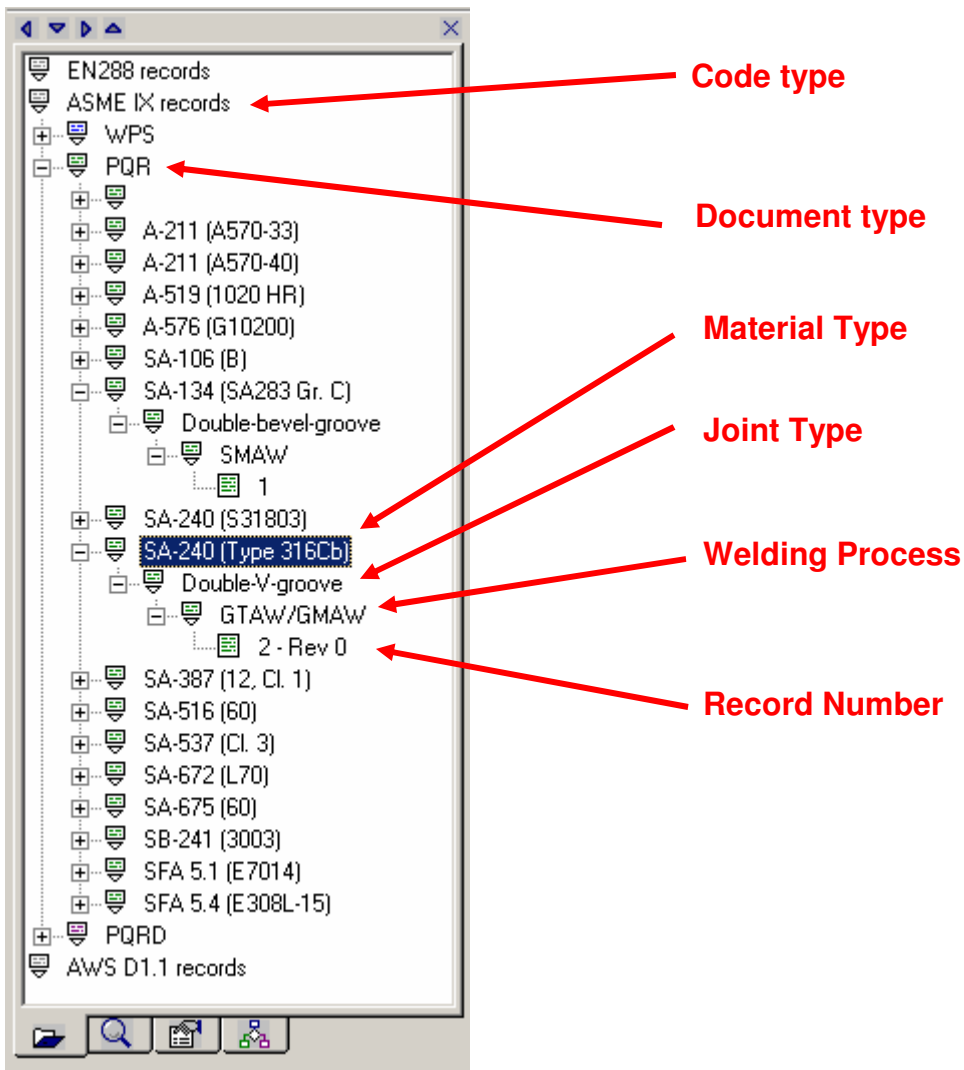 EN288 records
ASME IX records
WPS
PQR
A-211 (A570-33)
A-211 (A570-40)
A-519 (1020 HR)
A-576 (G10200)
SA-106 (B)
SA-134 (SA283 Gr. C)
Double-bevel-groove
SMAW
1
SA-240 (S31803)
SA-240 (Type 316Cb)
Double-V-groove
GTAW/GMAW
2 - Rev 0
SA-387 (12, Cl. 1)
SA-516 (60)
SA-537 (Cl. 3)
SA-672 (L70)
SA-675 (60)
SB-241 (3003)
SFA 5.1 (E7014)
SFA 5.4 (E308L-15)
PQRD
AWS D1.1 records
Code type
Document type
Material Type
Joint Type
Welding Process
Record Number